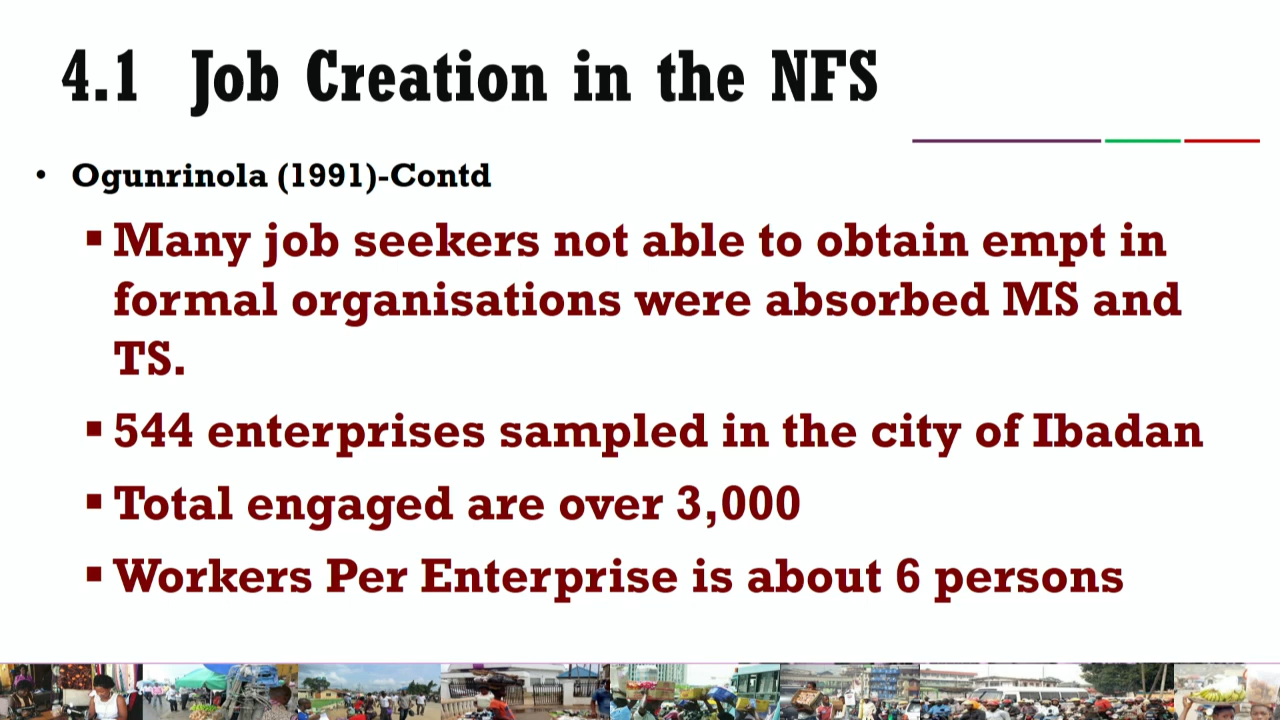 4.1 Job Creation in the NFS
• Ogunrinola (1991)-Contd
▪ Many job seekers not able to obtain empt in
formal organisations were absorbed MS and
TS.
▪ 544 enterprises sampled in the city of Ibadan
▪ Total engaged are over 3,000
▪ Workers Per Enterprise is about 6 persons